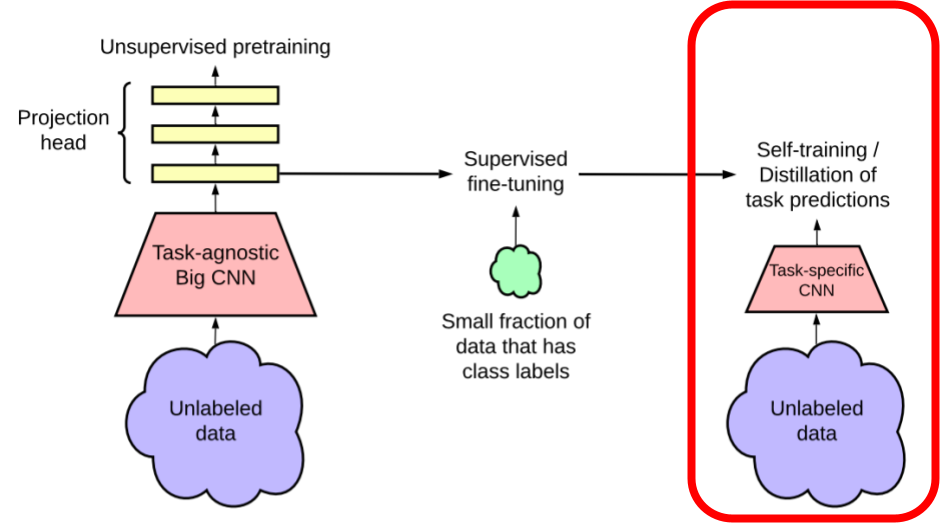 Unsupervised pretraining
Projection
head
Task-agnostic
Big CNN
Unlabeled
data
Supervised
fine-tuning
Small fraction of
data that has
class labels
Self-training /
Distillation of
task predictions
Task-specific
CNN
Unlabeled
data